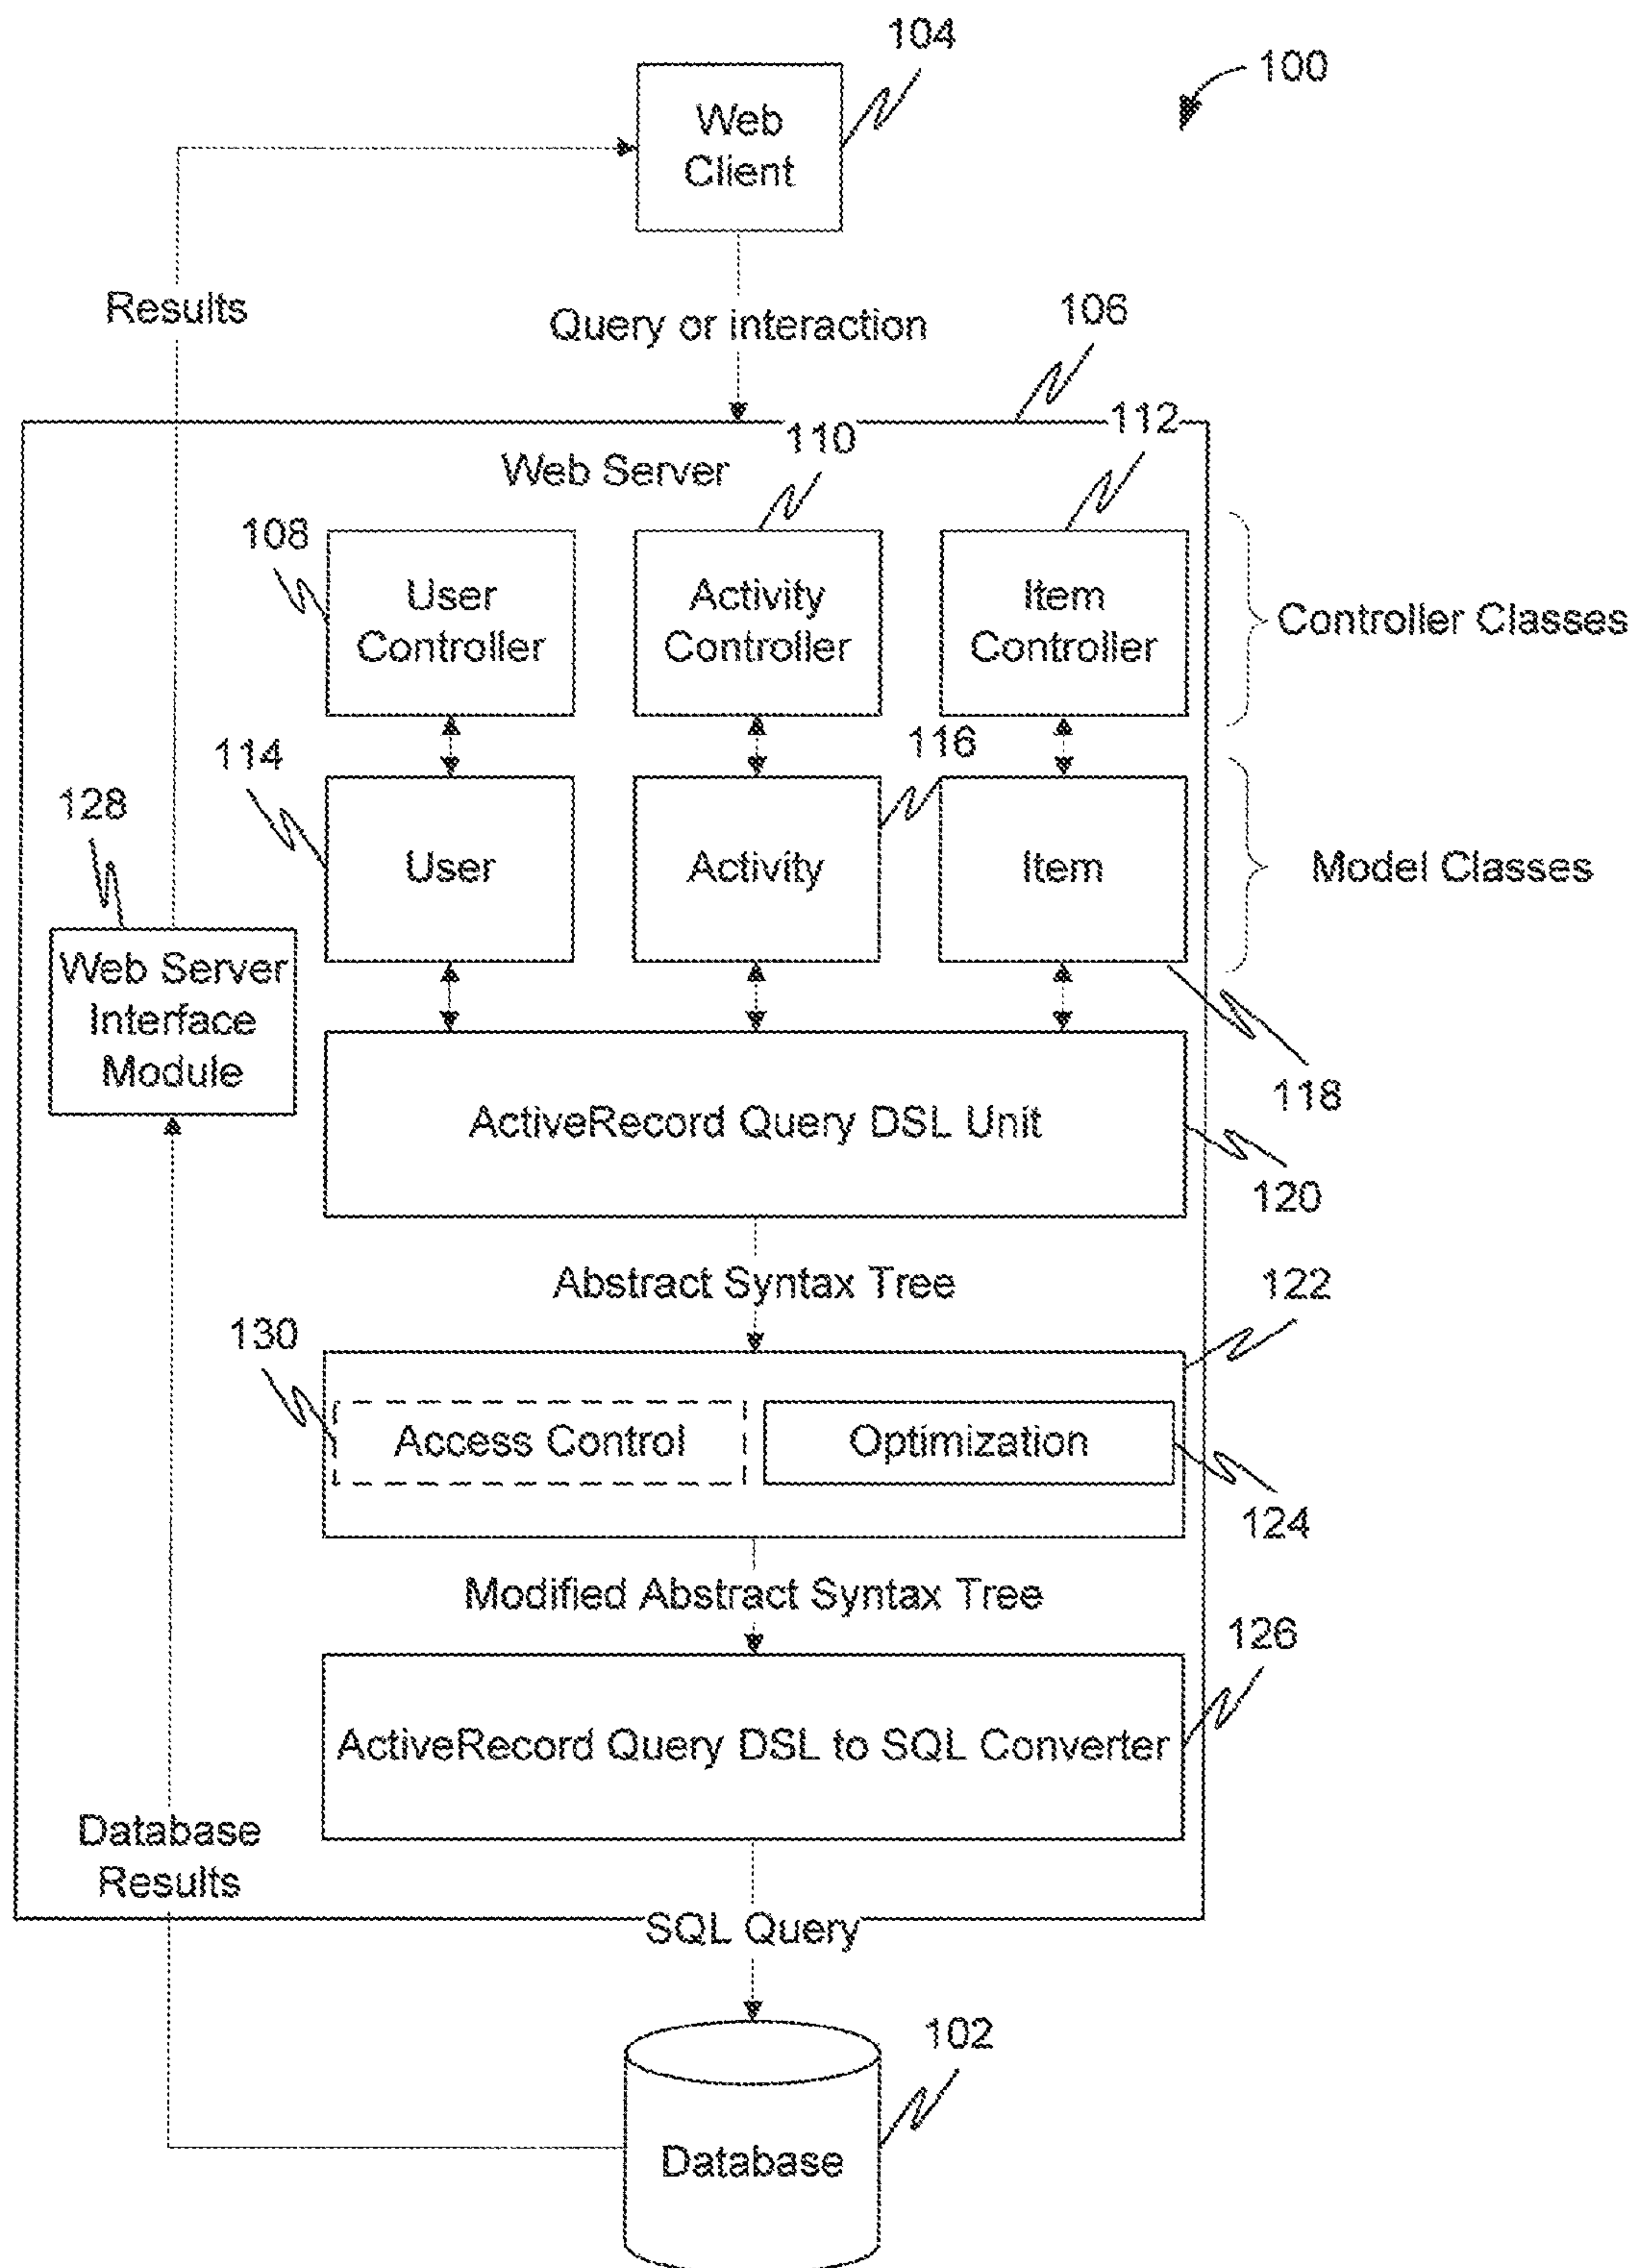 104
100
Web
Client
Results
Query or interaction
106
110
112
Web Server
108
User
Controller
Activity
Controller
Item
Controller
Controller Classes
114
116
128
User
Activity
Item
Model Classes
Web Server
Interface
Module
118
ActiveRecord Query DSL Unit
120
Abstract Syntax Tree
122
130
Access Control
Optimization
124
Modified Abstract Syntax Tree
126
ActiveRecord Query DSL to SQL Converter
Database
Results
SQL Query
102
Database